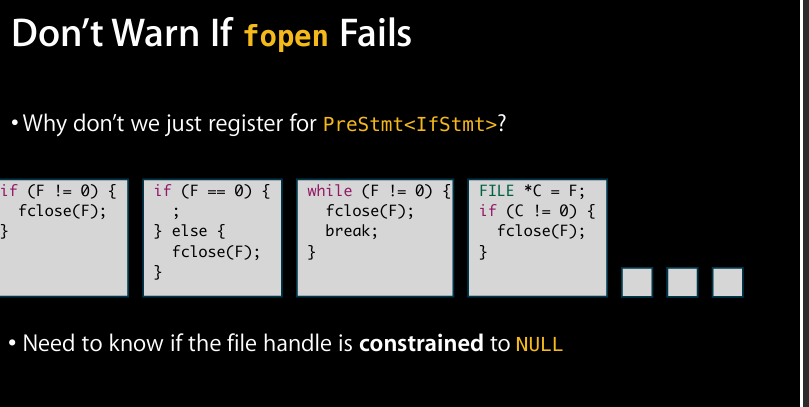 Don't Warn If fopen Fails
• Why don't we just register for PreStmt<IfStmt>?
if (F != 0) {
  fclose(F);
}
if (F == 0) {
  ;
} else {
  fclose(F);
}
while (F != 0) {
  fclose(F);
  break;
}
FILE *C = F;
if (C != 0) {
  fclose(F);
}
• Need to know if the file handle is constrained to NULL